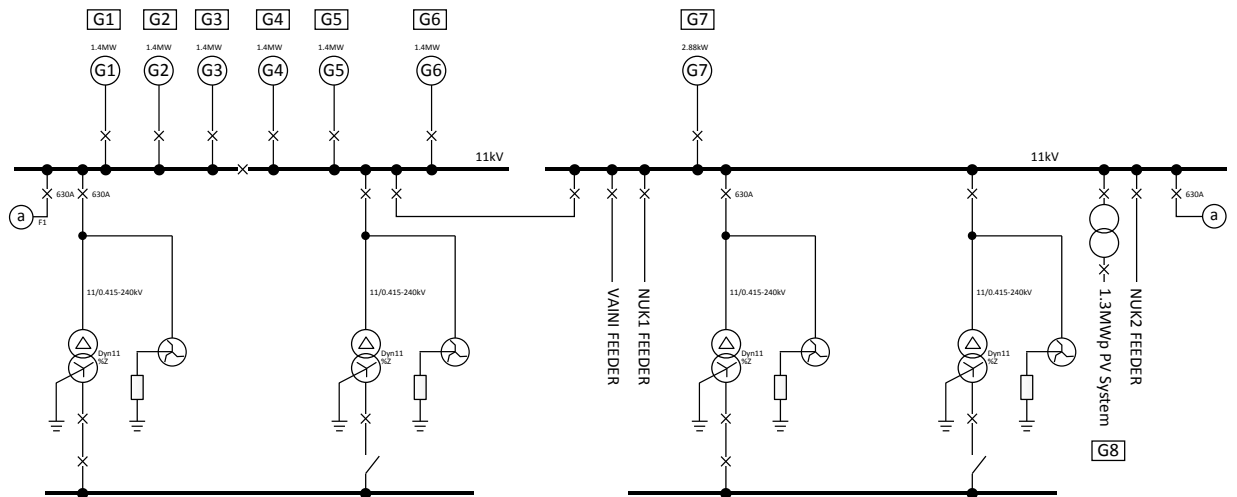 G1 G2 G3 G4 G5 G6 G7
1.4MW 1.4MW 1.4MW 1.4MW 1.4MW 1.4MW 2.88kW
G1 G2 G3 G4 G5 G6 G7
11kV 11kV
630A 630A 630A 630A
a F1 a
11/0.415-240kV 11/0.415-240kV 11/0.415-240kV 11/0.415-240kV
Dyn11 Dyn11 Dyn11 Dyn11
%Z %Z %Z %Z
VAINI FEEDER
NUK1 FEEDER
1.3MWp PV System
NUK2 FEEDER
G8